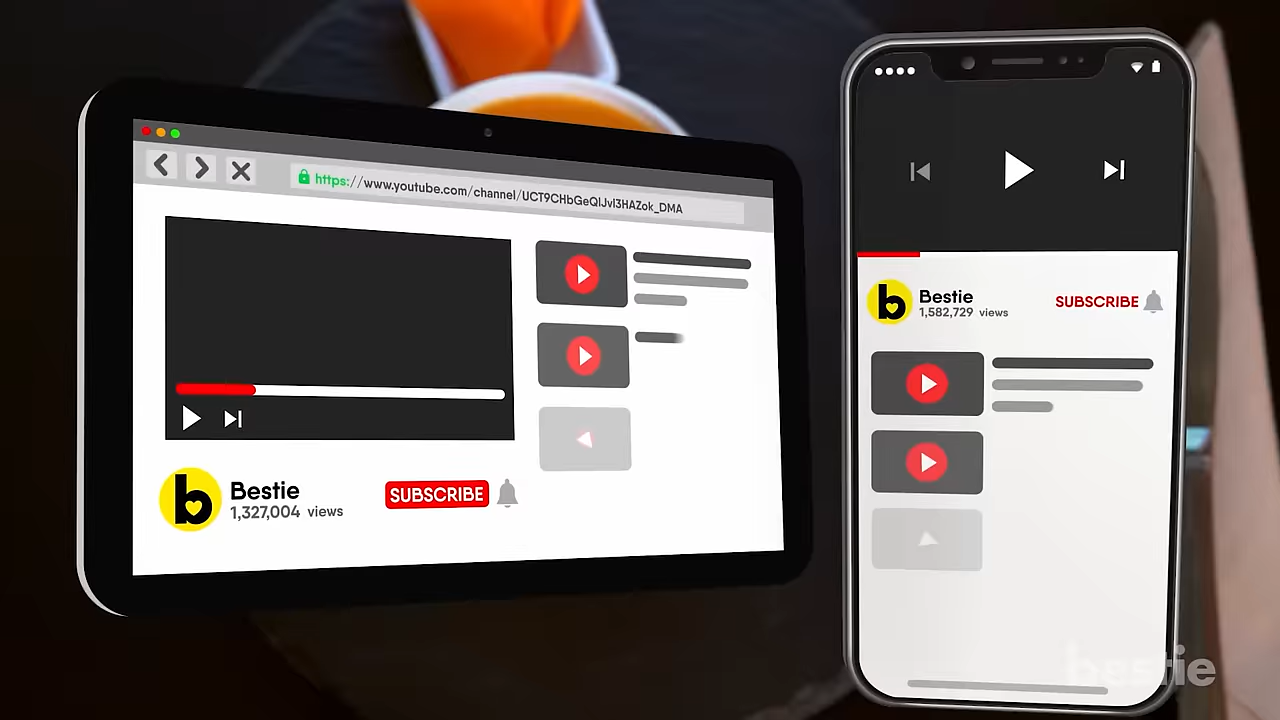 https://www.youtube.com/channel/UCT9CHbGeQlJvl3HAZok_DMA
b
Bestie
1,327,004 views
SUBSCRIBE
b
Bestie
1,582,729 views
SUBSCRIBE
bestie